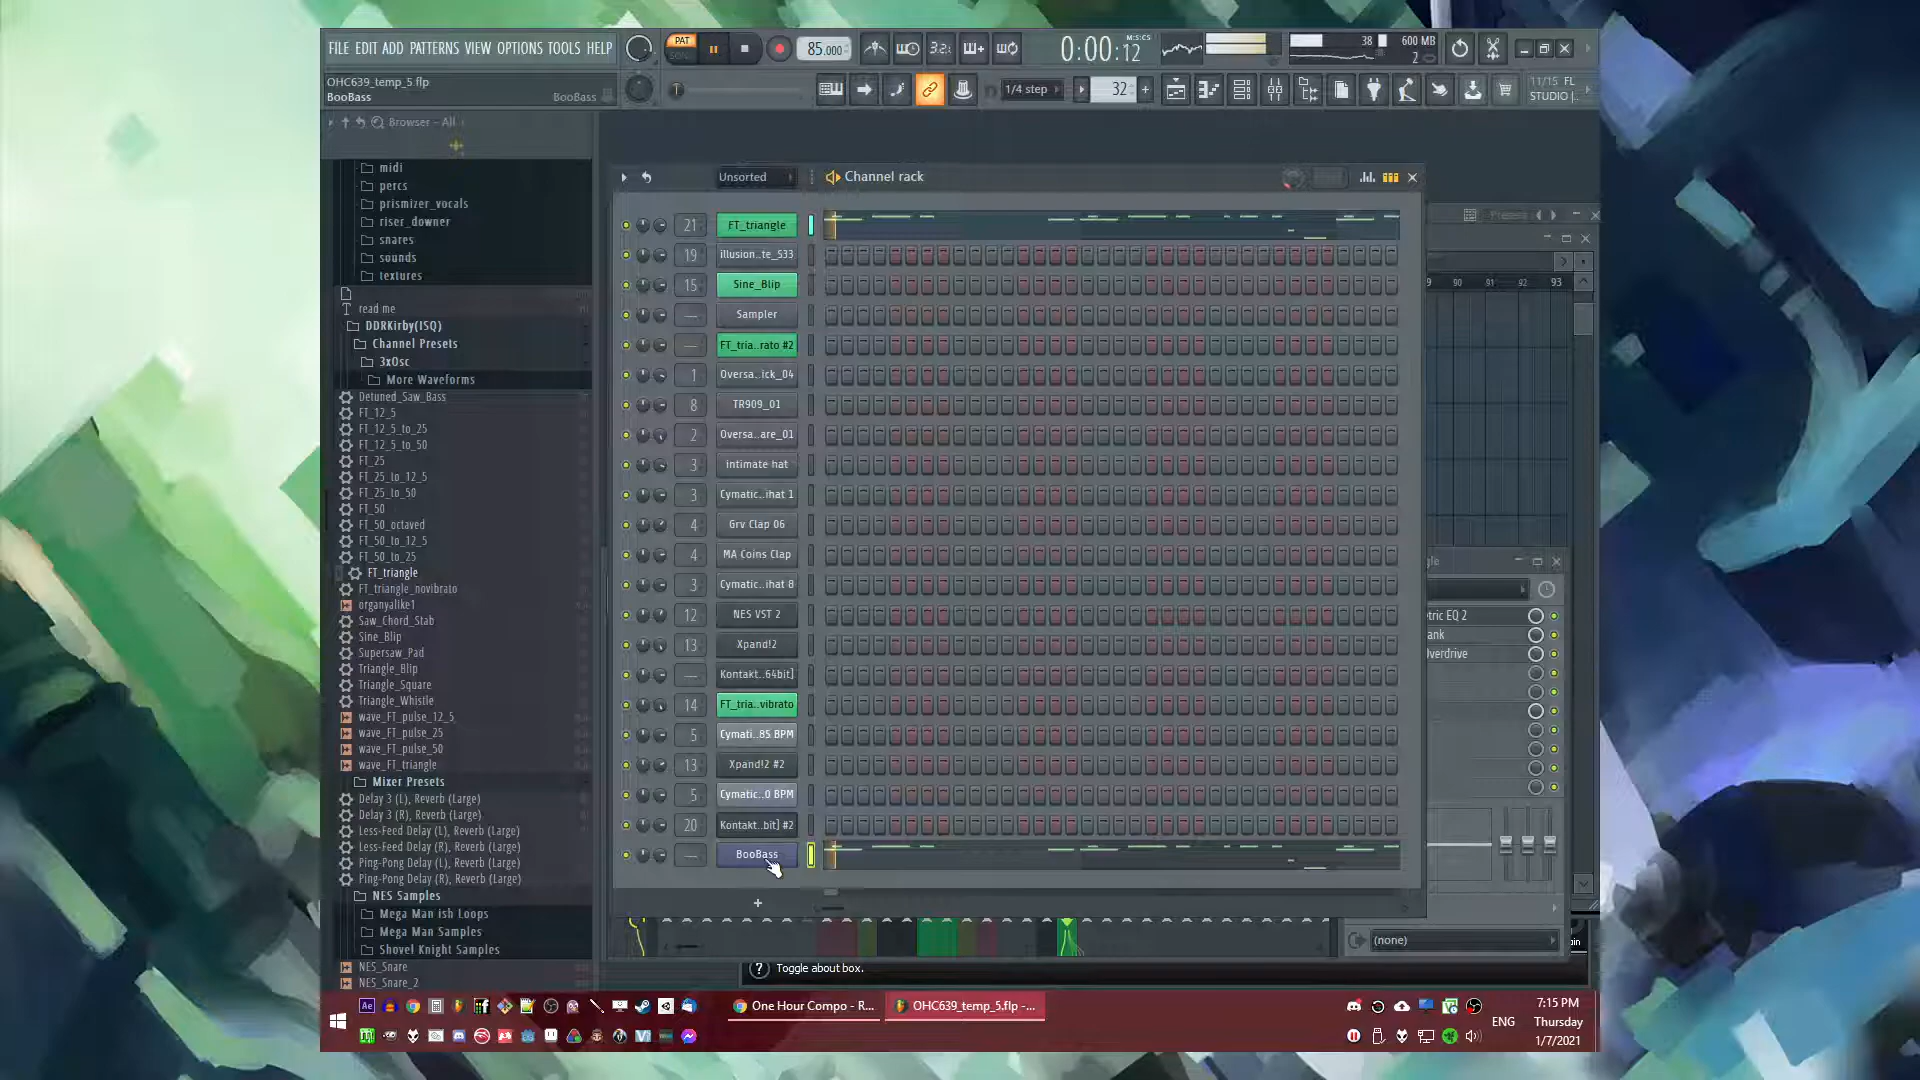 FILE EDIT ADD PATTERNS VIEW OPTIONS TOOLS HELP
PAT
SONG
85.000
3.2
0:00:12
M:S:CS
38
600 MB
2
OHC639_temp_5.flp
BooBass
BooBass
1/4 step
32
11/15 FL
STUDIO |..
Browser - All
Unsorted
Channel rack
midi
percs
prismizer_vocals
riser_downer
snares
sounds
textures
read me
DDRKirby(ISQ)
Channel Presets
3xOsc
More Waveforms
Detuned_Saw_Bass
FT_12_5
FT_12_5_to_25
FT_12_5_to_50
FT_25
FT_25_to_12_5
FT_25_to_50
FT_50
FT_50_octaved
FT_50_to_12_5
FT_50_to_25
FT_triangle
FT_triangle_novibrato
organyalike1
Saw_Chord_Stab
Sine_Blip
Supersaw_Pad
Triangle_Blip
Triangle_Square
Triangle_Whistle
wave_FT_pulse_12_5
wave_FT_pulse_25
wave_FT_pulse_50
wave_FT_triangle
Mixer Presets
Delay 3 (L), Reverb (Large)
Delay 3 (R), Reverb (Large)
Less-Feed Delay (L), Reverb (Large)
Less-Feed Delay (R), Reverb (Large)
Ping-Pong Delay (L), Reverb (Large)
Ping-Pong Delay (R), Reverb (Large)
NES Samples
Mega Man ish Loops
Mega Man Samples
Shovel Knight Samples
NES_Snare
NES_Snare_2
21 FT_triangle
19 illusion..te_533
15 Sine_Blip
Sampler
FT_tria..rato #2
1 Oversa..ick_04
8 TR909_01
2 Oversa..are_01
3 intimate hat
3 Cymatic..ihat 1
4 Grv Clap 06
4 MA Coins Clap
3 Cymatic..ihat 8
12 NES VST 2
13 Xpand!2
Kontakt..64bit]
14 FT_tria..vibrato
5 Cymati..85 BPM
13 Xpand!2 #2
5 Cymatic..0 BPM
20 Kontakt..bit] #2
BooBass
+
Presets
9 90 91 92 93
gle
tric EQ 2
ank
Overdrive
(none)
ain
Toggle about box.
One Hour Compo - R...
OHC639_temp_5.flp -...
ENG
7:15 PM
Thursday
1/7/2021